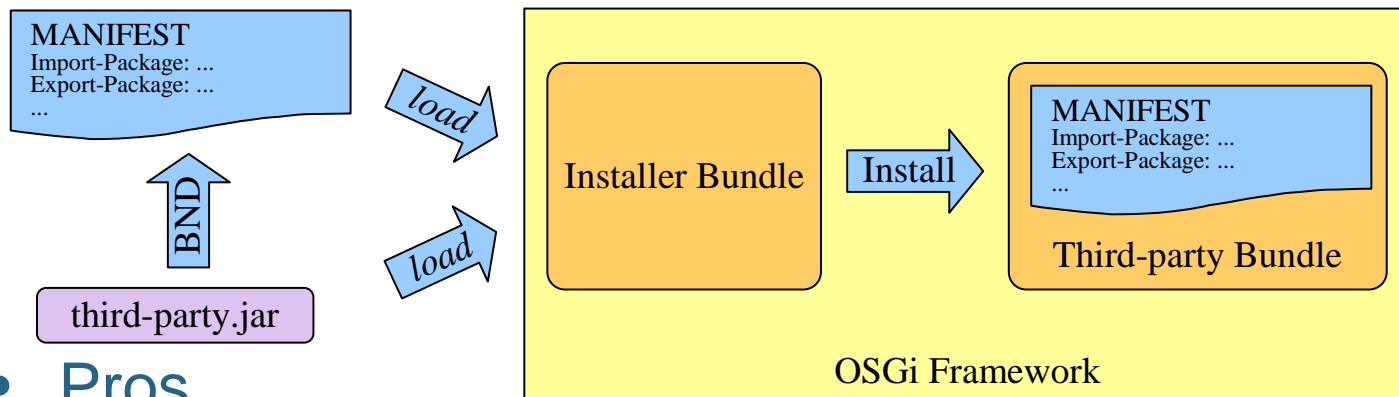 MANIFEST
Import-Package: ...
Export-Package: ...
...
load
BND
load
third-party.jar
Installer Bundle
Install
MANIFEST
Import-Package: ...
Export-Package: ...
...
Third-party Bundle
OSGi Framework
• Pros